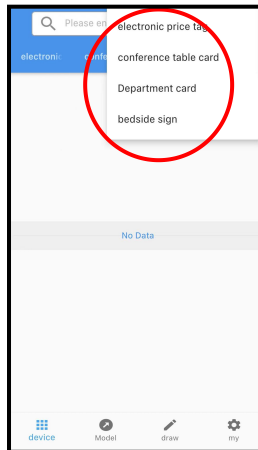 Please en
electronic price tag
electronic
confe
conference table card
Department card
bedside sign
No Data
device
Model
draw
my